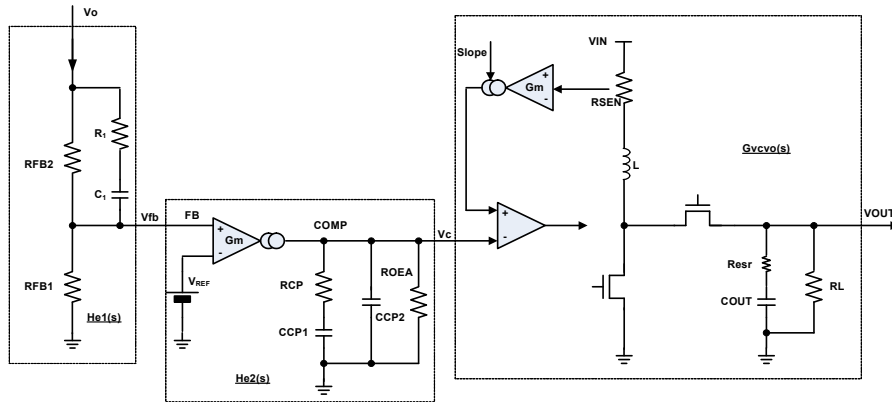 Vo
R1
RFB2
C1
Vfb
RFB1
He1(s)
FB
+
Gm
-
VREF
COMP
RCP
CCP1
CCP2
ROEA
He2(s)
Vc
Slope
+
Gm
-
VIN
RSEN
L
Gvcvo(s)
+
-
VOUT
Resr
COUT
RL